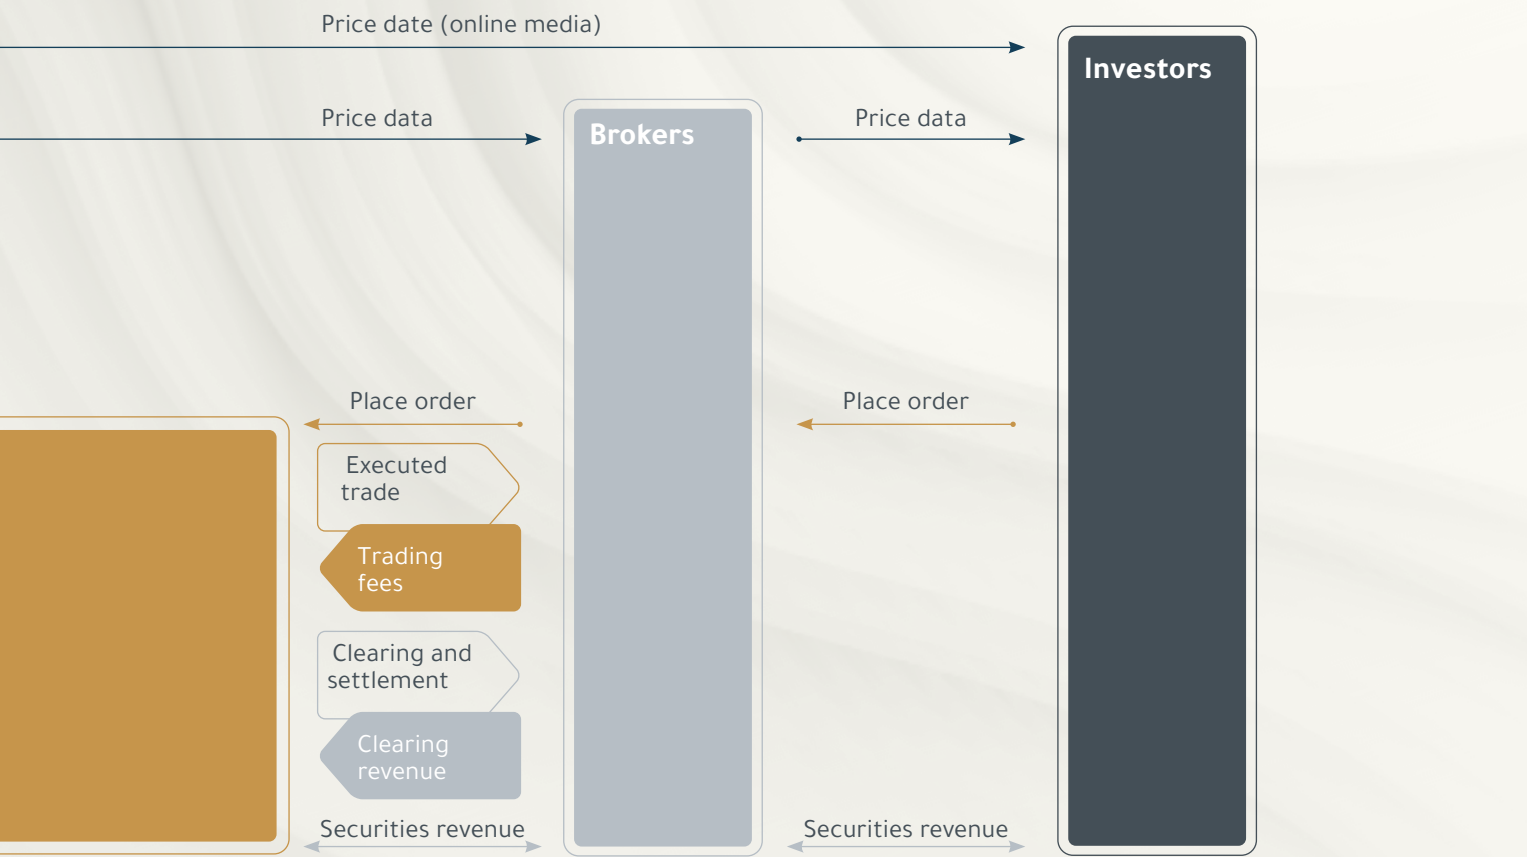 Price date (online media)
Investors
Price data
Brokers
Price data
Place order
Place order
Executed
trade
Trading
fees
Clearing and
settlement
Clearing
revenue
Securities revenue
Securities revenue